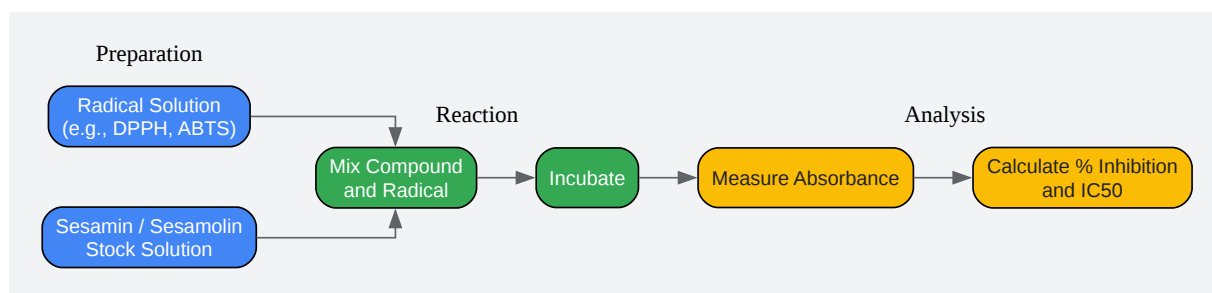 Preparation
Radical Solution
(e.g., DPPH, ABTS)
Sesamin / Sesamolin
Stock Solution
Reaction
Mix Compound
and Radical
Incubate
Analysis
Measure Absorbance
Calculate % Inhibition
and IC50